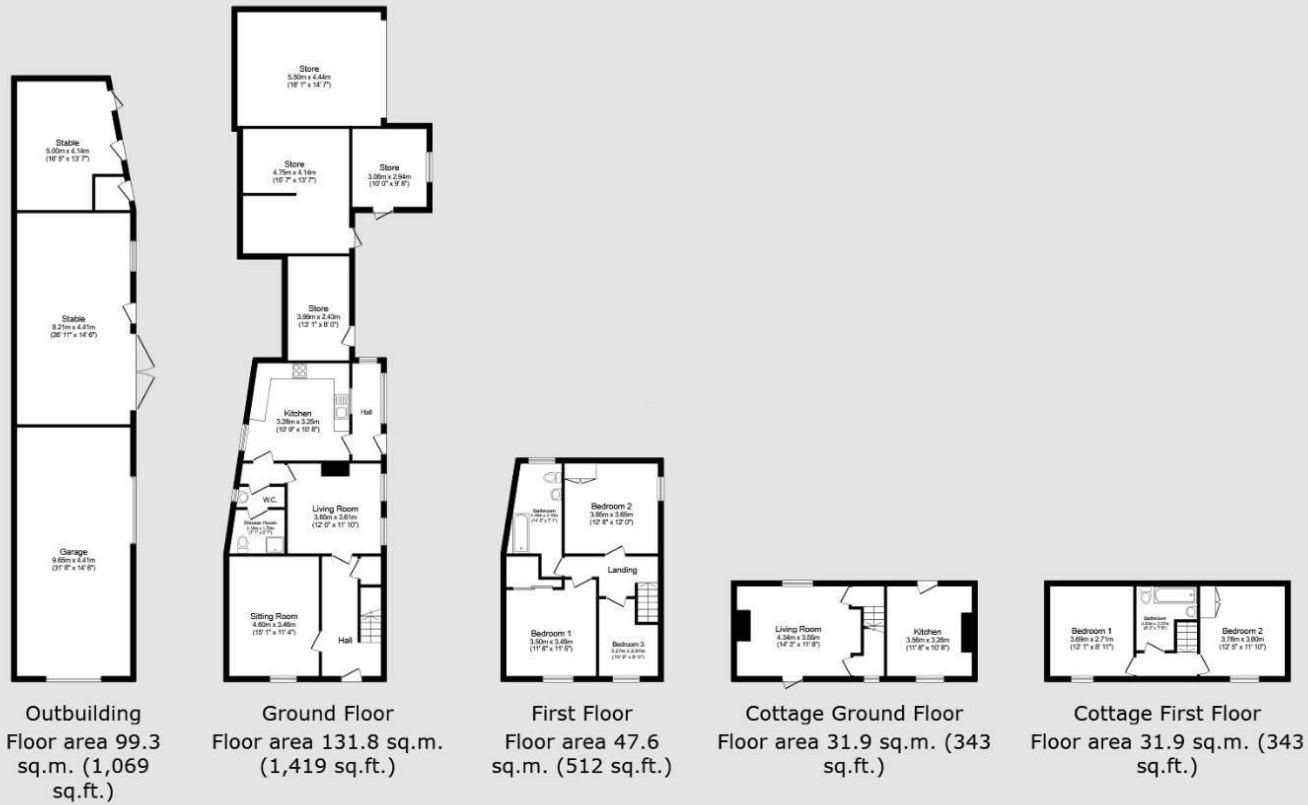 Stable
5.00m x 4.14m
(16' 5" x 13' 7")
Stable
8.21m x 4.41m
(26' 11" x 14' 6")
Garage
9.65m x 4.41m
(31' 8" x 14' 6")
Outbuilding
Floor area 99.3
sq.m. (1,069
sq.ft.)
Store
5.50m x 4.44m
(18' 1" x 14' 7")
Store
4.75m x 4.14m
(15' 7" x 13' 7")
Store
3.06m x 2.94m
(10' 0" x 9' 8")
Store
3.99m x 2.43m
(13' 1" x 8' 0")
Kitchen
3.28m x 3.25m
(10' 9" x 10' 8")
Hall
W.C.
Living Room
3.65m x 3.61m
(12' 0" x 11' 10")
Shower Room
Sitting Room
4.60m x 3.46m
(15' 1" x 11' 4")
Hall
Ground Floor
Floor area 131.8 sq.m.
(1,419 sq.ft.)
Bathroom
Bedroom 2
3.85m x 3.65m
(12' 8" x 12' 0")
Landing
Bedroom 1
3.50m x 3.48m
(11' 6" x 11' 5")
Bedroom 3
First Floor
Floor area 47.6
sq.m. (512 sq.ft.)
Living Room
4.34m x 3.55m
(14' 3" x 11' 8")
Kitchen
3.56m x 3.26m
(11' 8" x 10' 8")
Cottage Ground Floor
Floor area 31.9 sq.m. (343
sq.ft.)
Bedroom 1
3.69m x 2.71m
(12' 1" x 8' 11")
Bathroom
Bedroom 2
3.78m x 3.60m
(12' 5" x 11' 10")
Cottage First Floor
Floor area 31.9 sq.m. (343
sq.ft.)